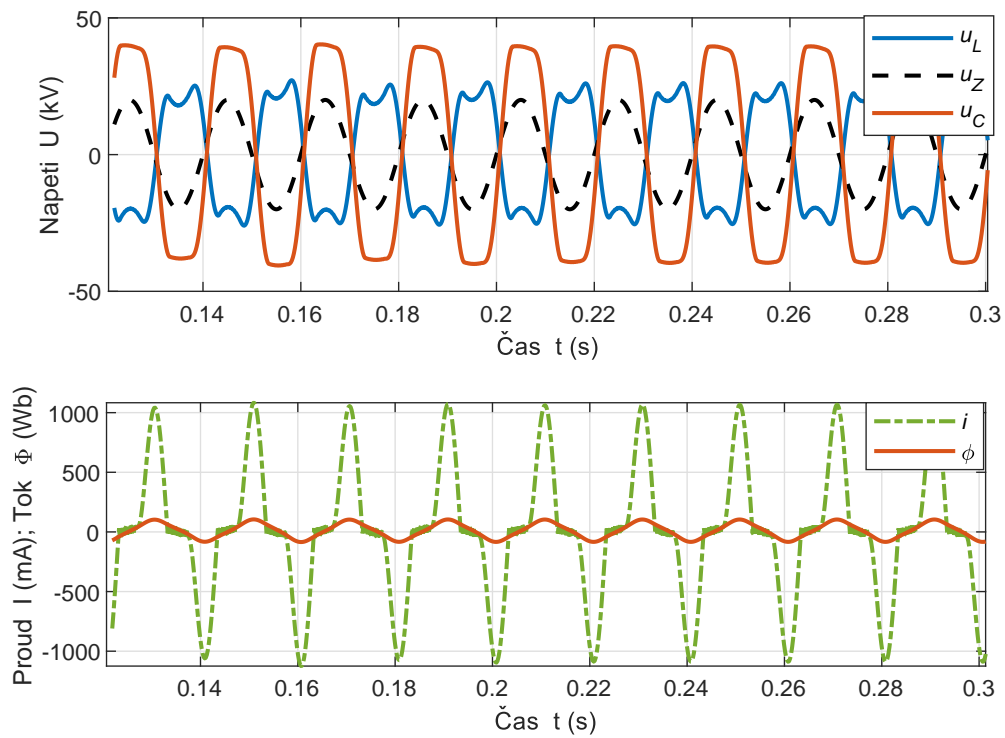 50
0
-50
Napeti U (kV)
u_L
u_Z
u_C
0.14
0.16
0.18
0.2
0.22
0.24
0.26
0.28
0.3
Čas t (s)
1000
500
0
-500
-1000
Proud I (mA); Tok Φ (Wb)
i
ϕ
0.14
0.16
0.18
0.2
0.22
0.24
0.26
0.28
0.3
Čas t (s)